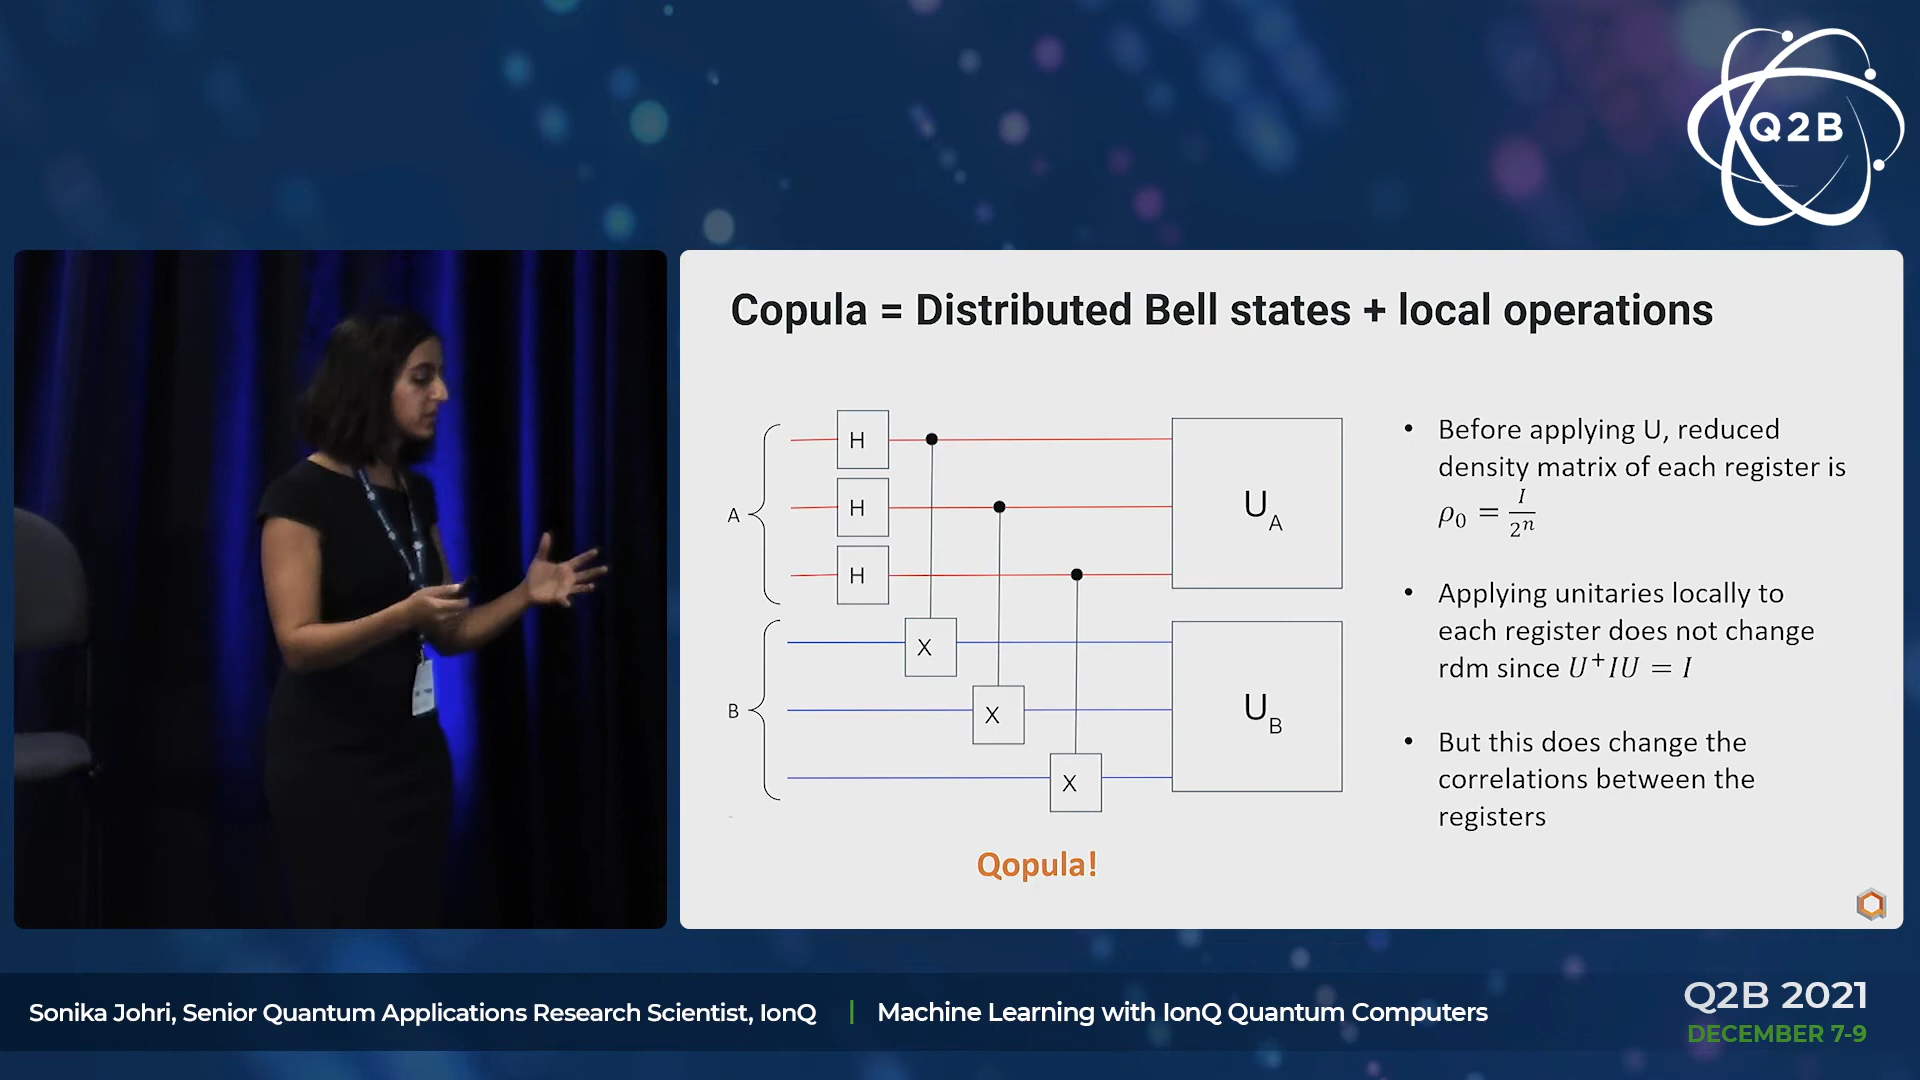 Q2B
Copula = Distributed Bell states + local operations
A
H
H
H
B
X
X
X
U_A
U_B
Qopula!
• Before applying U, reduced
density matrix of each register is
ρ₀ = I/2ⁿ
• Applying unitaries locally to
each register does not change
rdm since U⁺IU = I
• But this does change the
correlations between the
registers
Sonika Johri, Senior Quantum Applications Research Scientist, IonQ | Machine Learning with IonQ Quantum Computers
Q2B 2021
DECEMBER 7-9